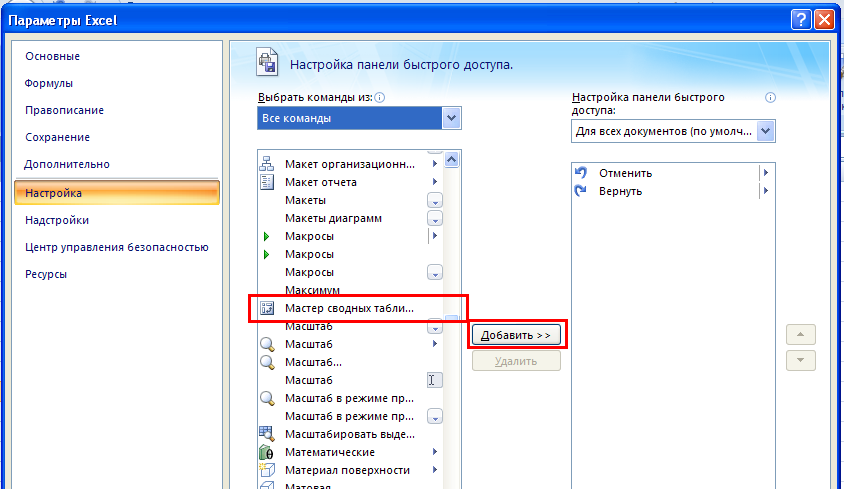 Параметры Excel
Основные
Формулы
Правописание
Сохранение
Дополнительно
Настройка
Надстройки
Центр управления безопасностью
Ресурсы
Настройка панели быстрого доступа.
Выбрать команды из:
Все команды
Макет организационн...
Макет отчета
Макеты
Макеты диаграмм
Макросы
Макросы
Макросы
Максимум
Мастер сводных табли...
Масштаб
Масштаб
Масштаб...
Масштаб
Масштаб в режиме пр...
Масштаб в режиме пр...
Масштабировать выде...
Математические
Материал поверхности
Матовая
Добавить >>
Удалить
Настройка панели быстрого
доступа:
Для всех документов (по умолч...
Отменить
Вернуть